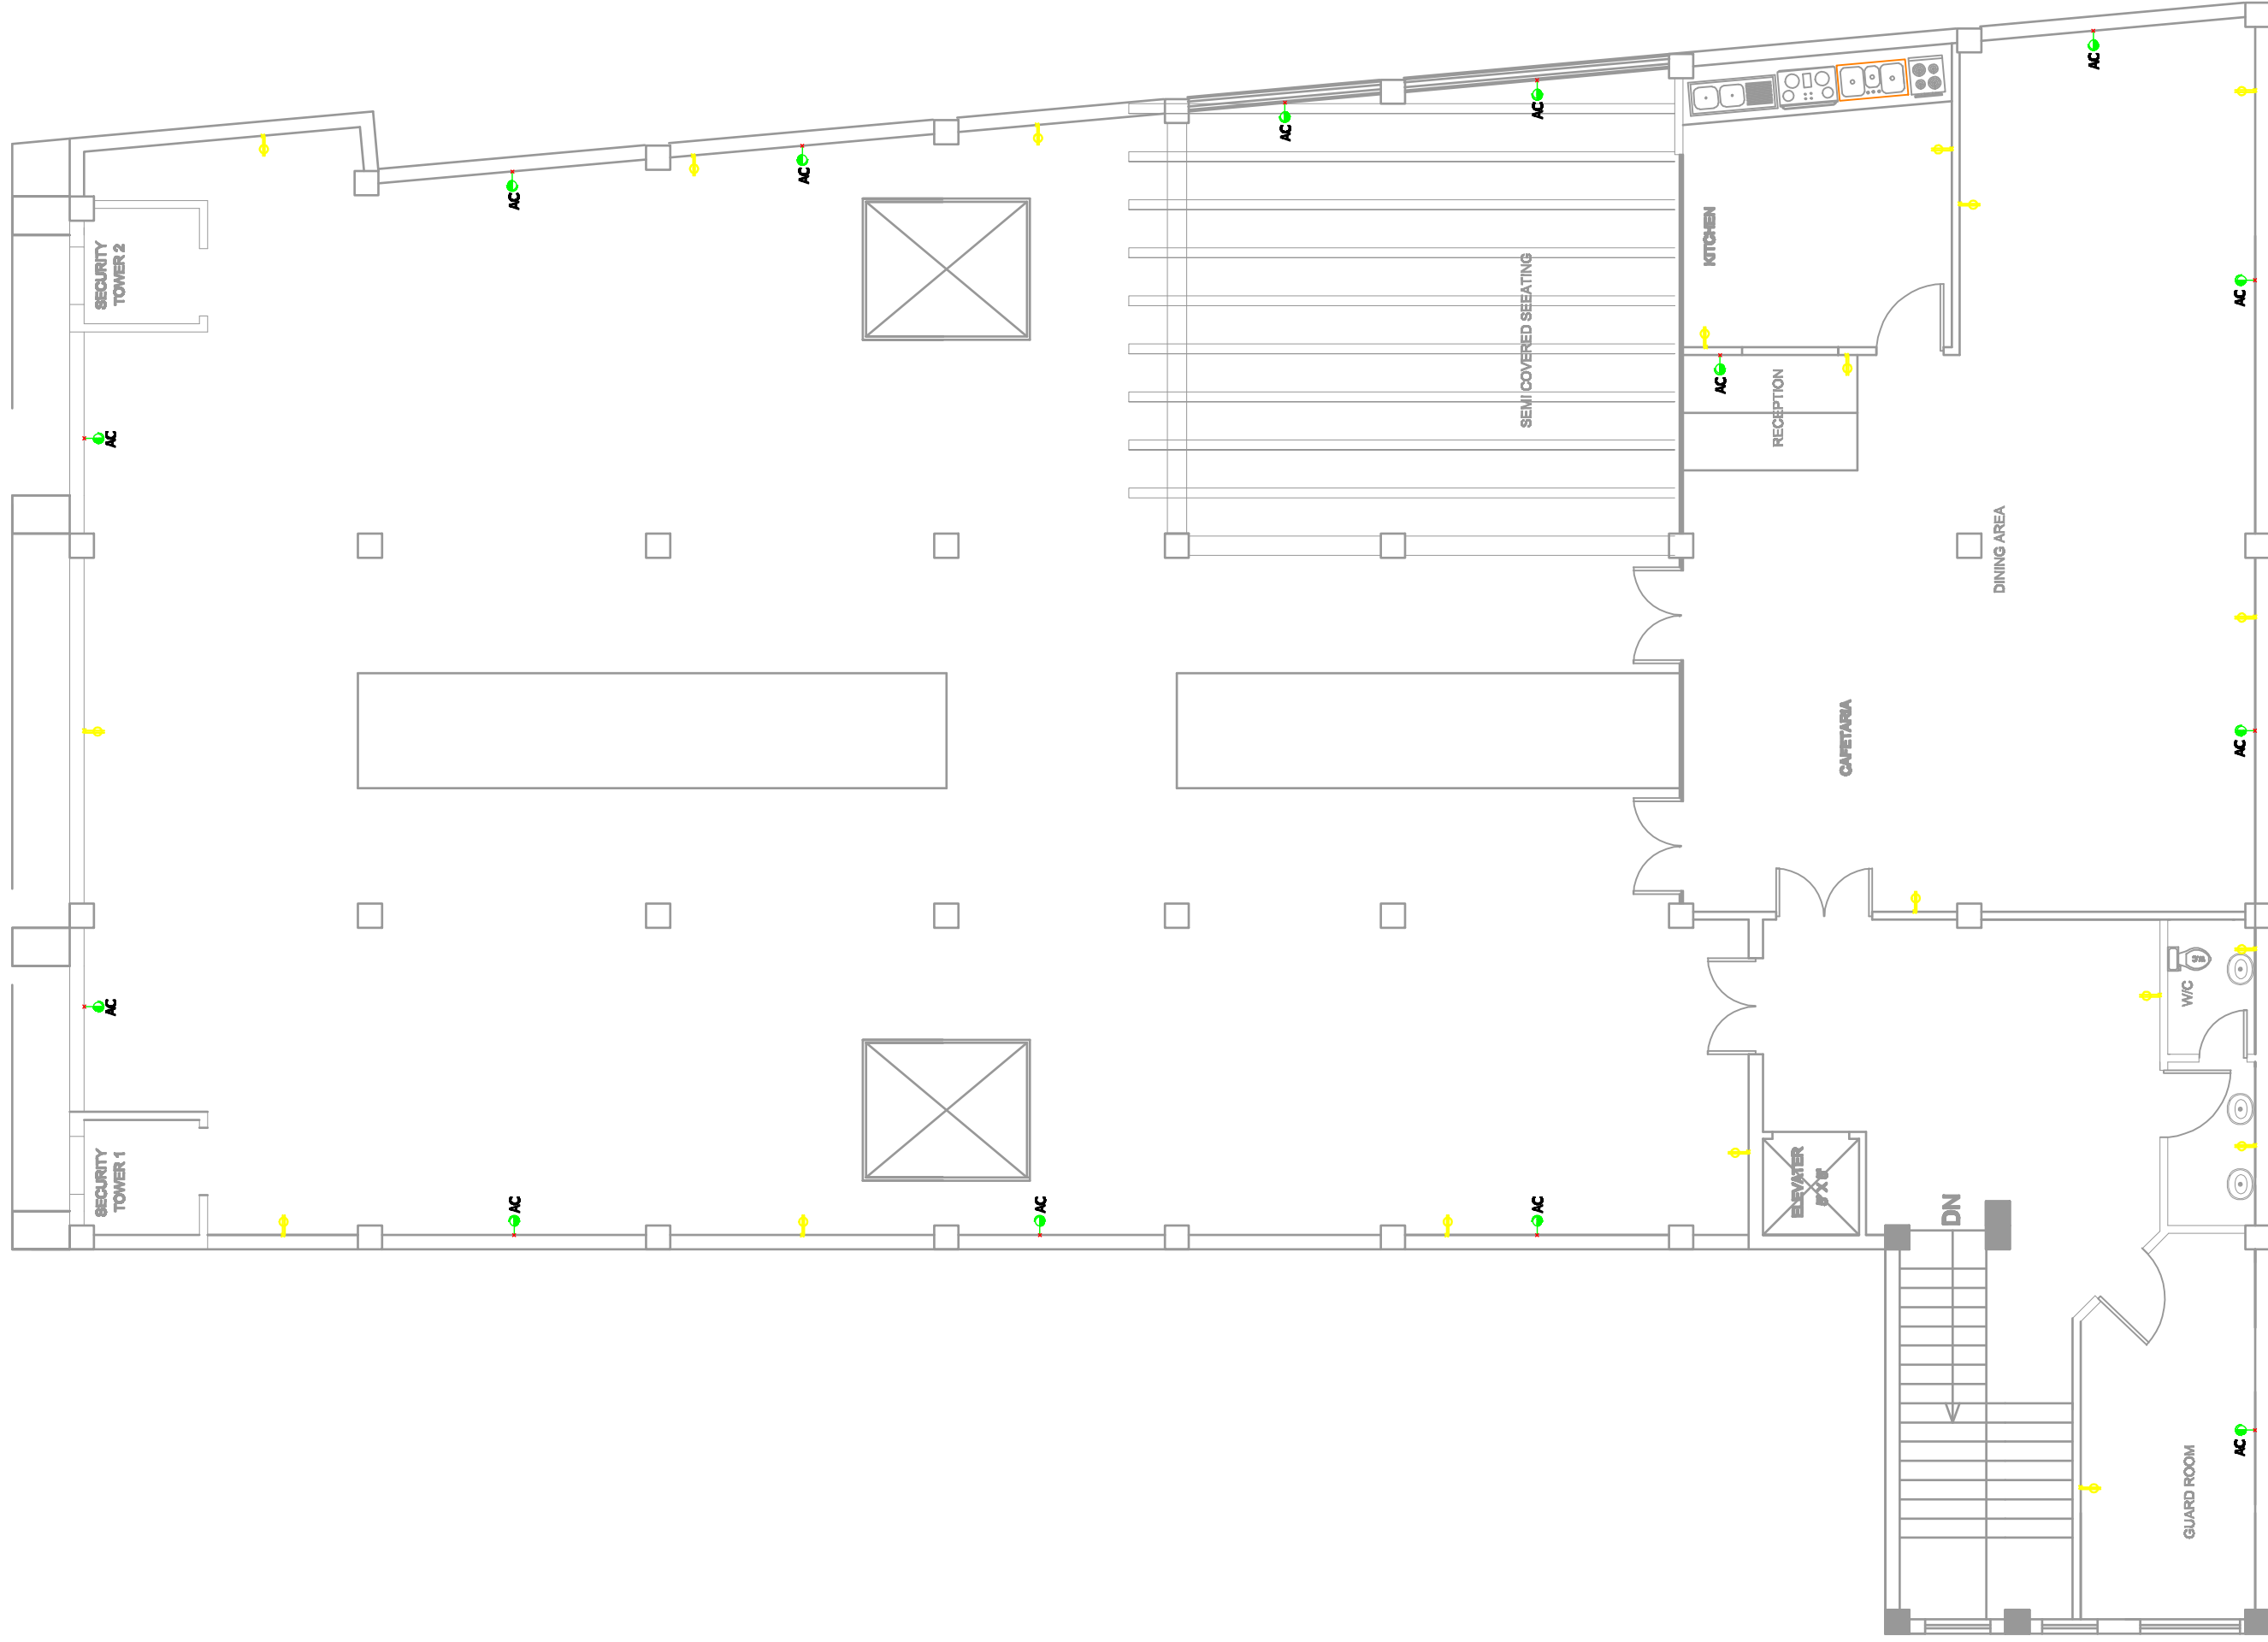 AC
AC
AC
AC
AC
SECURITY
TOWER 2
KITCHEN
SEMI COVERED SEEATING
AC
AC
RECEPTION
AC
DINING AREA
CAFETARIA
AC
W/C
AC
SECURITY
TOWER 1
ELEVATER
DN
AC
AC
AC
AC
GUARD ROOM